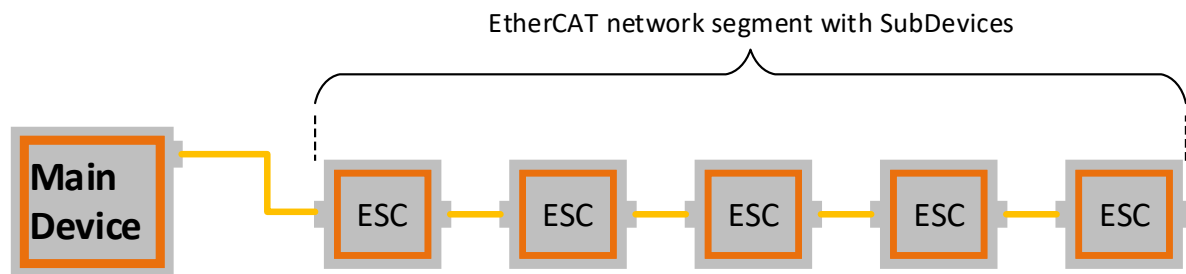 EtherCAT network segment with SubDevices
Main
Device
ESC
ESC
ESC
ESC
ESC